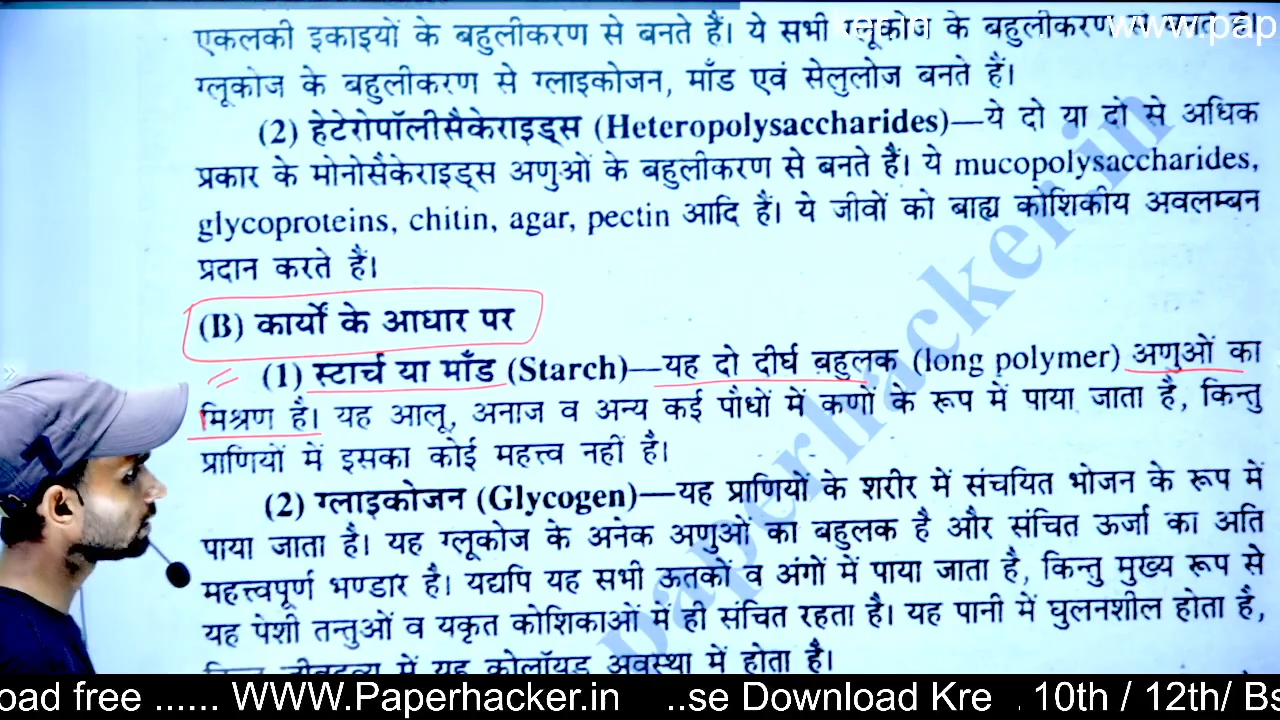 एकलकी इकाइयों के बहुलीकरण से बनते हैं। ये सभी ग्लूकोज के बहुलीकरण
www.pap
ग्लूकोज के बहुलीकरण से ग्लाइकोजन, माँड एवं सेलुलोज बनते हैं।
(2) हेटेरोपॉलीसैकेराइड्स (Heteropolysaccharides)—ये दो या दो से अधिक
प्रकार के मोनोसैकेराइड्स अणुओं के बहुलीकरण से बनते हैं। ये mucopolysaccharides,
glycoproteins, chitin, agar, pectin आदि हैं। ये जीवों को बाह्य कोशिकीय अवलम्बन
प्रदान करते हैं।
(B) कार्यों के आधार पर
(1) स्टार्च या माँड (Starch)—यह दो दीर्घ बहुलक (long polymer) अणुओं का
मिश्रण है। यह आलू, अनाज व अन्य कई पौधों में कणों के रूप में पाया जाता है, किन्तु
प्राणियों में इसका कोई महत्त्व नहीं है।
(2) ग्लाइकोजन (Glycogen)—यह प्राणियों के शरीर में संचयित भोजन के रूप में
पाया जाता है। यह ग्लूकोज के अनेक अणुओं का बहुलक है और संचित ऊर्जा का अति
महत्त्वपूर्ण भण्डार है। यद्यपि यह सभी ऊतकों व अंगों में पाया जाता है, किन्तु मुख्य रूप से
यह पेशी तन्तुओं व यकृत कोशिकाओं में ही संचित रहता है। यह पानी में घुलनशील होता है,
में यह कोलॉयड अवस्था में होता है।
paperhacker.in
oad free ...... WWW.Paperhacker.in ..se Download Kre . 10th / 12th/ Bs